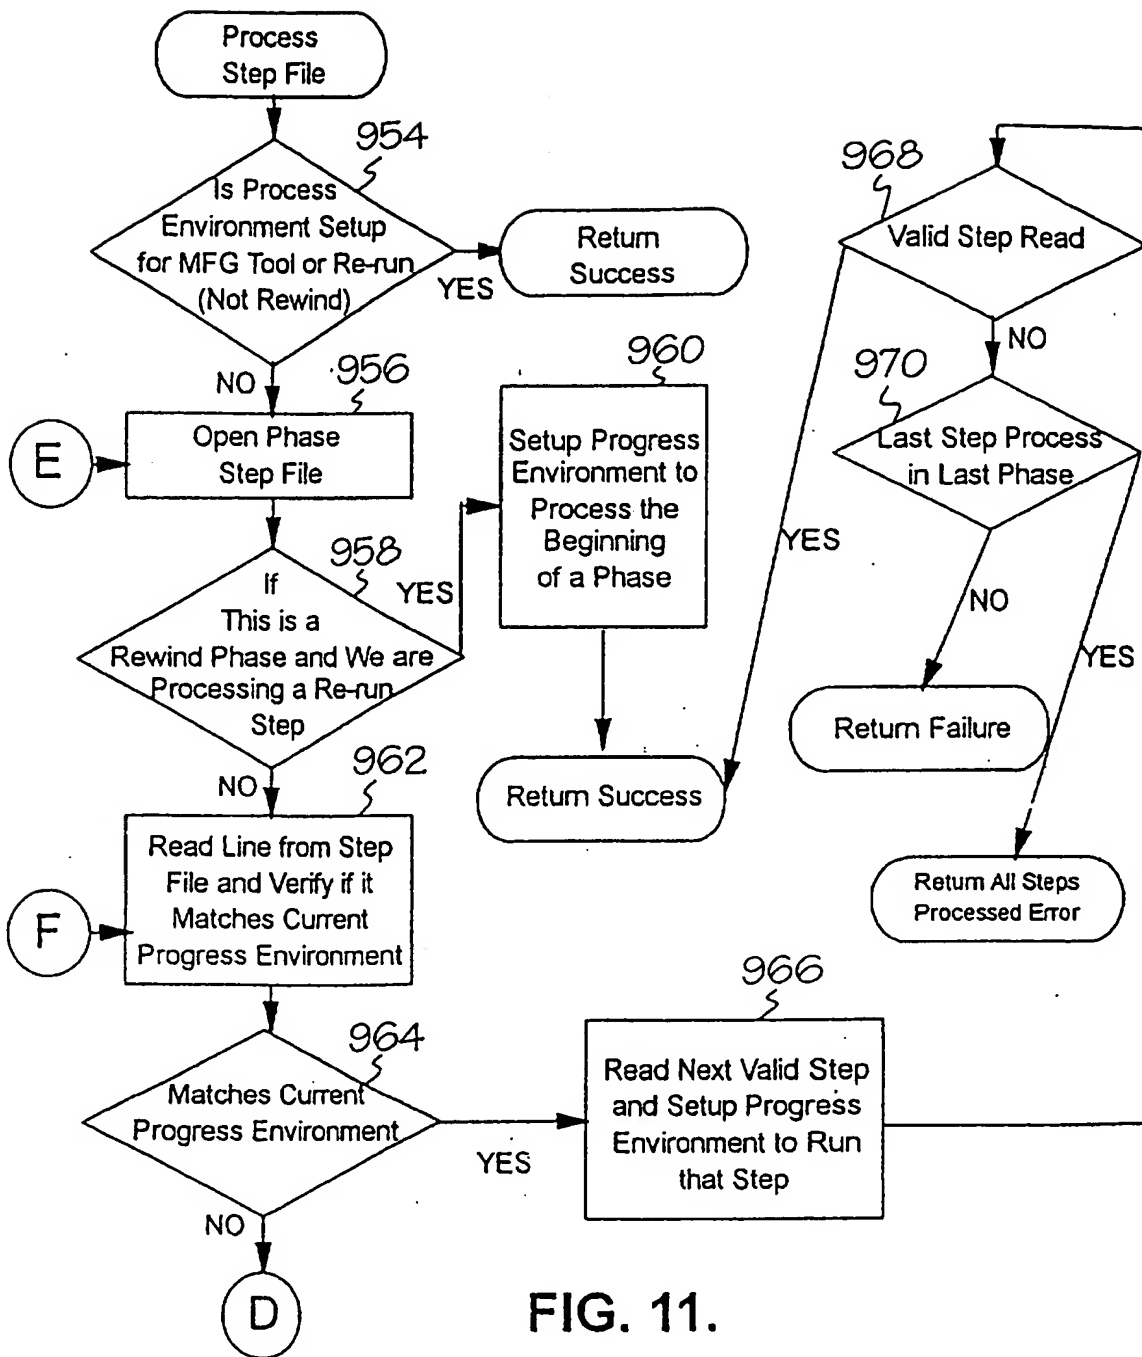 Process
Step File
954
Is Process
Environment Setup
for MFG Tool or Re-run
(Not Rewind)
YES
Return
Success
NO
956
Open Phase
Step File
E
958
If
This is a
Rewind Phase and We are
Processing a Re-run
Step
YES
960
Setup Progress
Environment to
Process the
Beginning
of a Phase
Return Success
NO
962
Read Line from Step
File and Verify if it
Matches Current
Progress Environment
F
964
Matches Current
Progress Environment
YES
966
Read Next Valid Step
and Setup Progress
Environment to Run
that Step
NO
D
968
Valid Step Read
YES
NO
970
Last Step Process
in Last Phase
NO
YES
Return Failure
Return All Steps
Processed Error
FIG. 11.